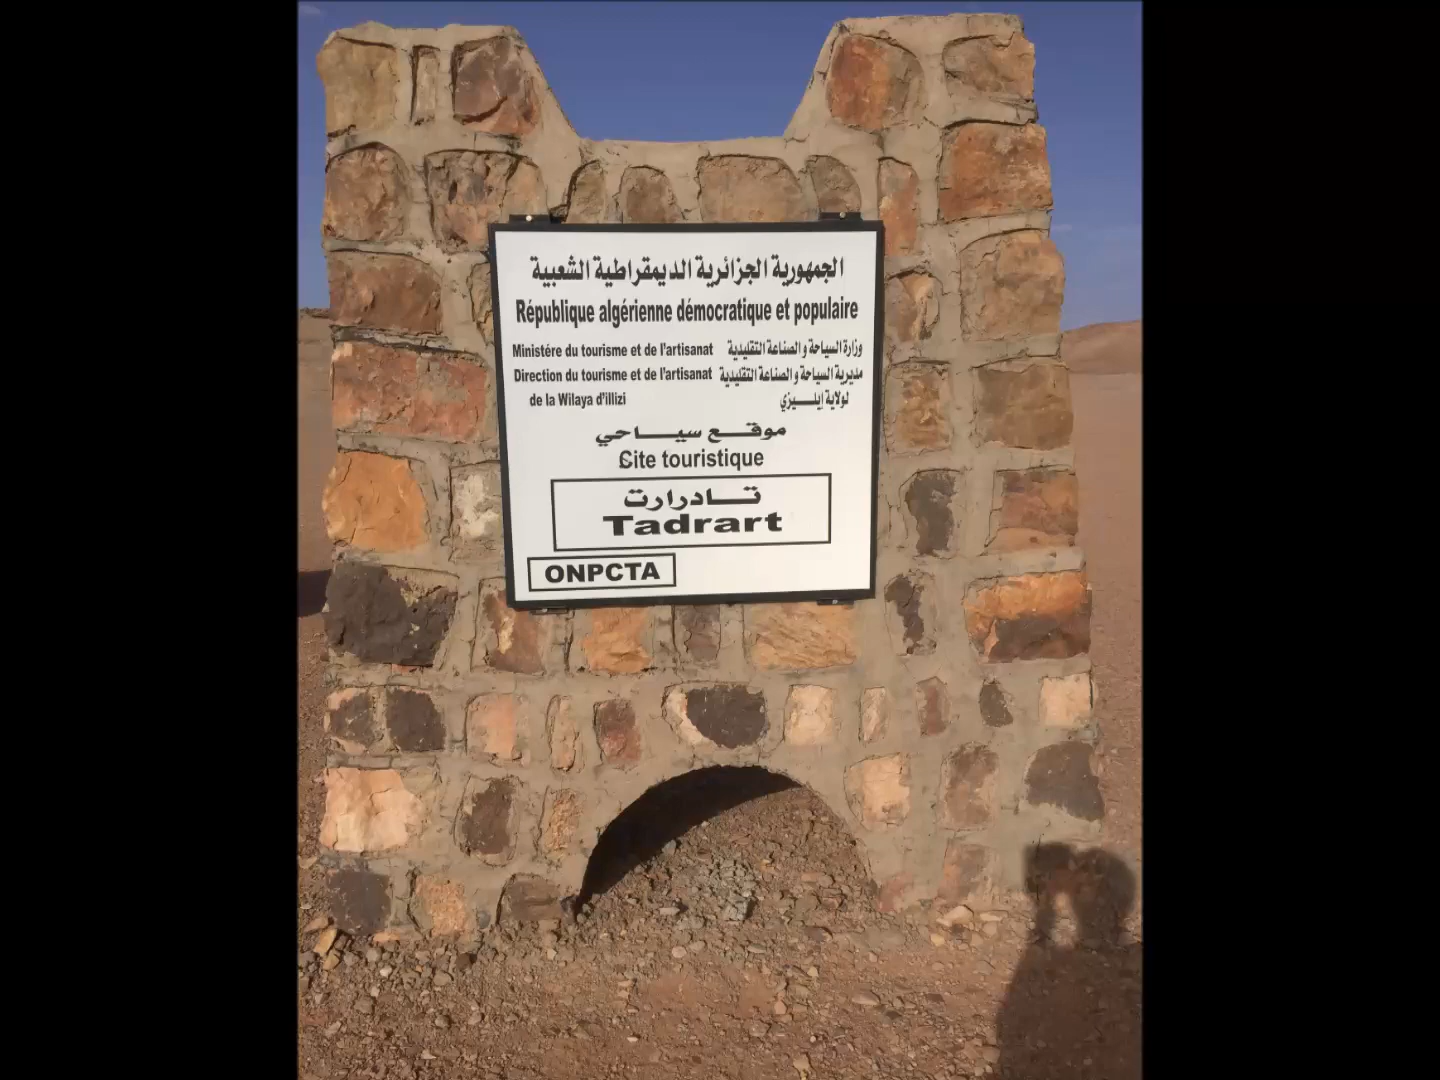 الجمهورية الجزائرية الديمقراطية الشعبية
République algérienne démocratique et populaire
Ministére du tourisme et de l'artisanat وزارة السياحة و الصناعة التقليدية
Direction du tourisme et de l'artisanat مديرية السياحة و الصناعة التقليدية
de la Wilaya d'illizi لولاية إيليزي
موقع سياحي
Cite touristique
تادرارت
Tadrart
ONPCTA